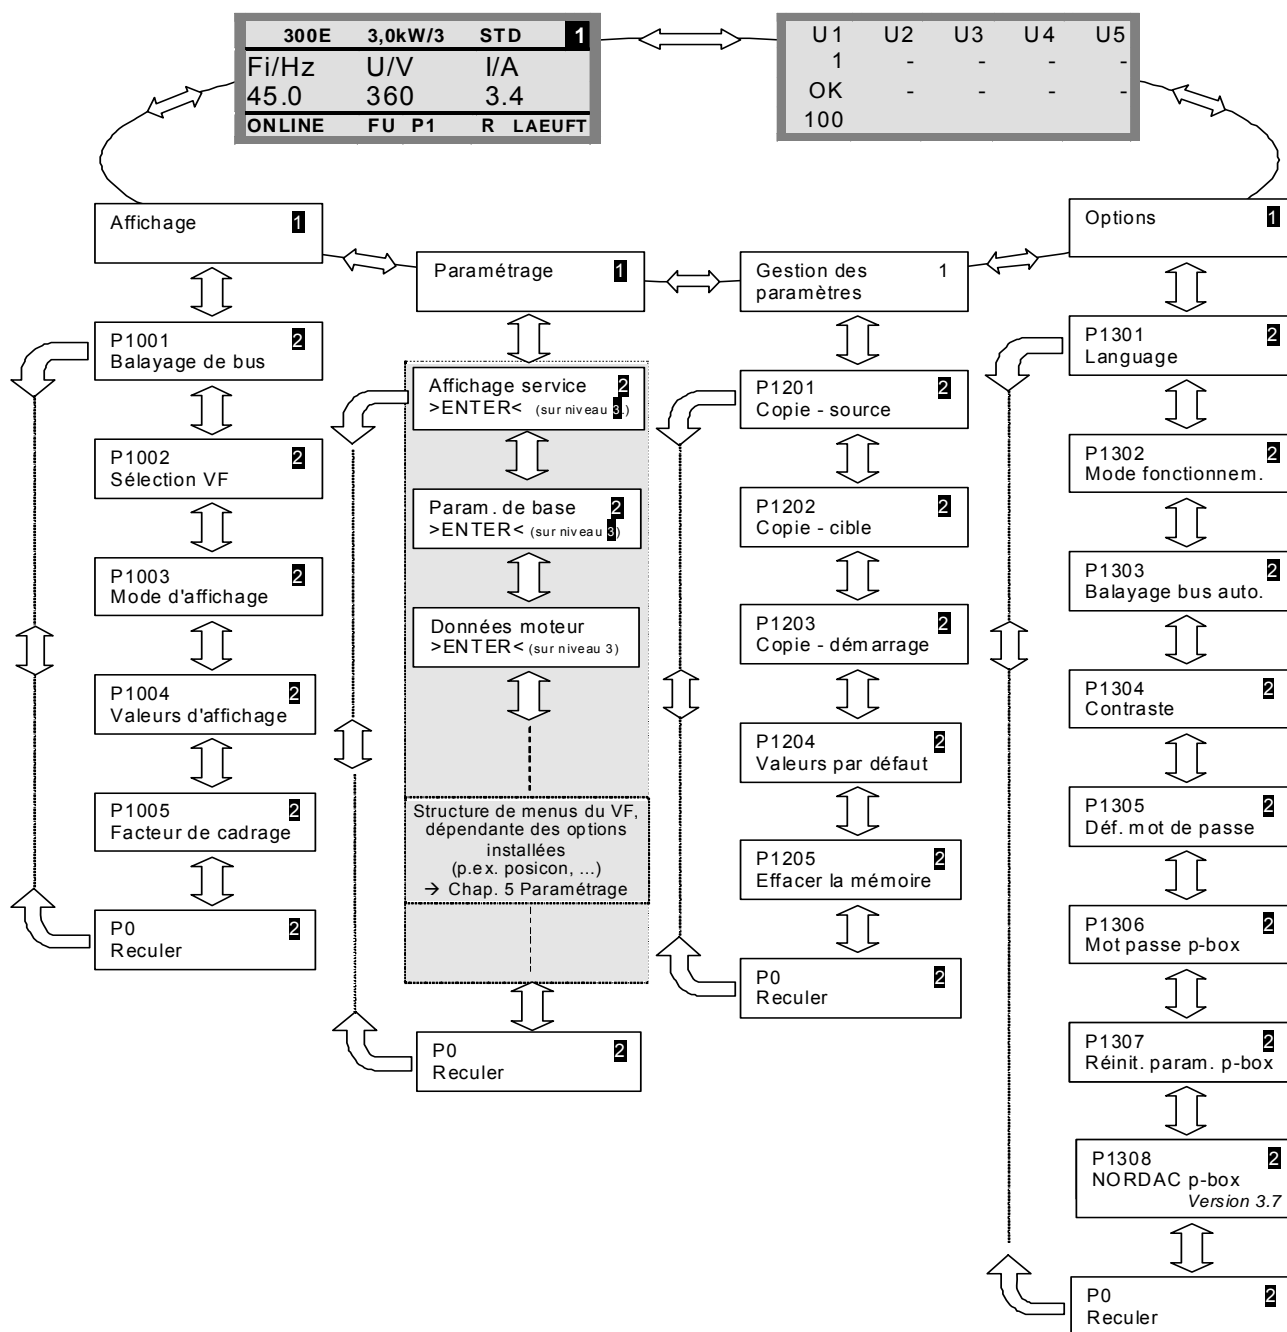 300E 3,0kW/3 STD 1
Fi/Hz U/V I/A
45.0 360 3.4
ONLINE FU P1 R LAEUFT
U1 U2 U3 U4 U5
1 - - - -
OK - - - -
100
Affichage 1
P1001 2
Balayage de bus
P1002 2
Sélection VF
P1003 2
Mode d'affichage
P1004 2
Valeurs d'affichage
P1005 2
Facteur de cadrage
P0 2
Reculer
Paramétrage 1
Affichage service 2
>ENTER< (sur niveau 3.)
Param. de base 2
>ENTER< (sur niveau 3)
Données moteur
>ENTER< (sur niveau 3)
Structure de menus du VF,
dépendante des options
installées
(p.ex. posicon, ...)
→ Chap. 5 Paramétrage
P0 2
Reculer
Gestion des 1
paramètres
P1201 2
Copie - source
P1202 2
Copie - cible
P1203 2
Copie - démarrage
P1204 2
Valeurs par défaut
P1205 2
Effacer la mémoire
P0 2
Reculer
Options 1
P1301 2
Language
P1302 2
Mode fonctionnem.
P1303 2
Balayage bus auto.
P1304 2
Contraste
P1305 2
Déf. mot de passe
P1306 2
Mot passe p-box
P1307 2
Réinit. param. p-box
P1308 2
NORDAC p-box
Version 3.7
P0 2
Reculer